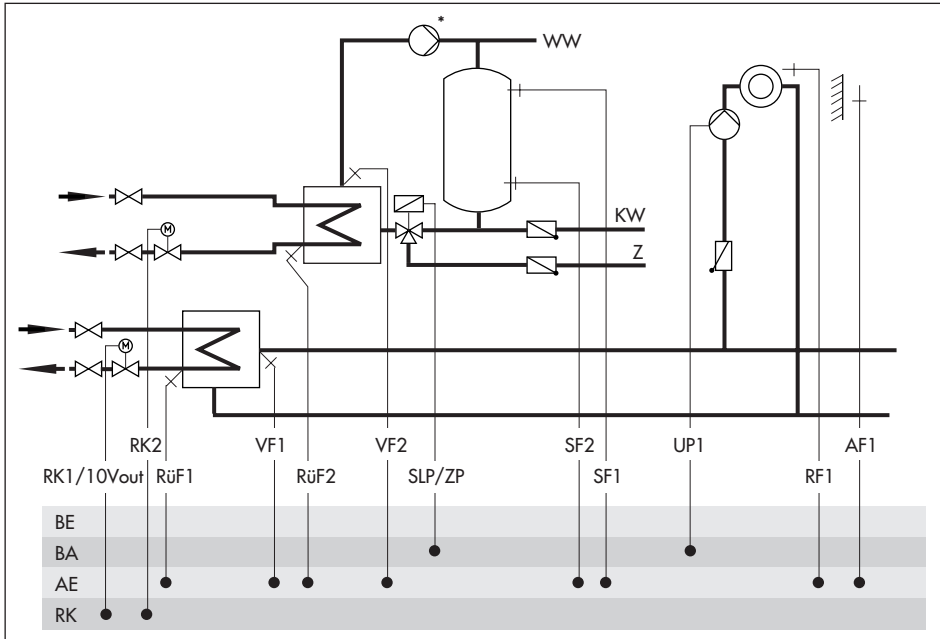 *
WW
M
KW
Z
M
RK2 VF1 VF2 SF2 UP1 AF1
RK1/10Vout RüF1 RüF2 SLP/ZP SF1 RF1
BE
BA
AE
RK